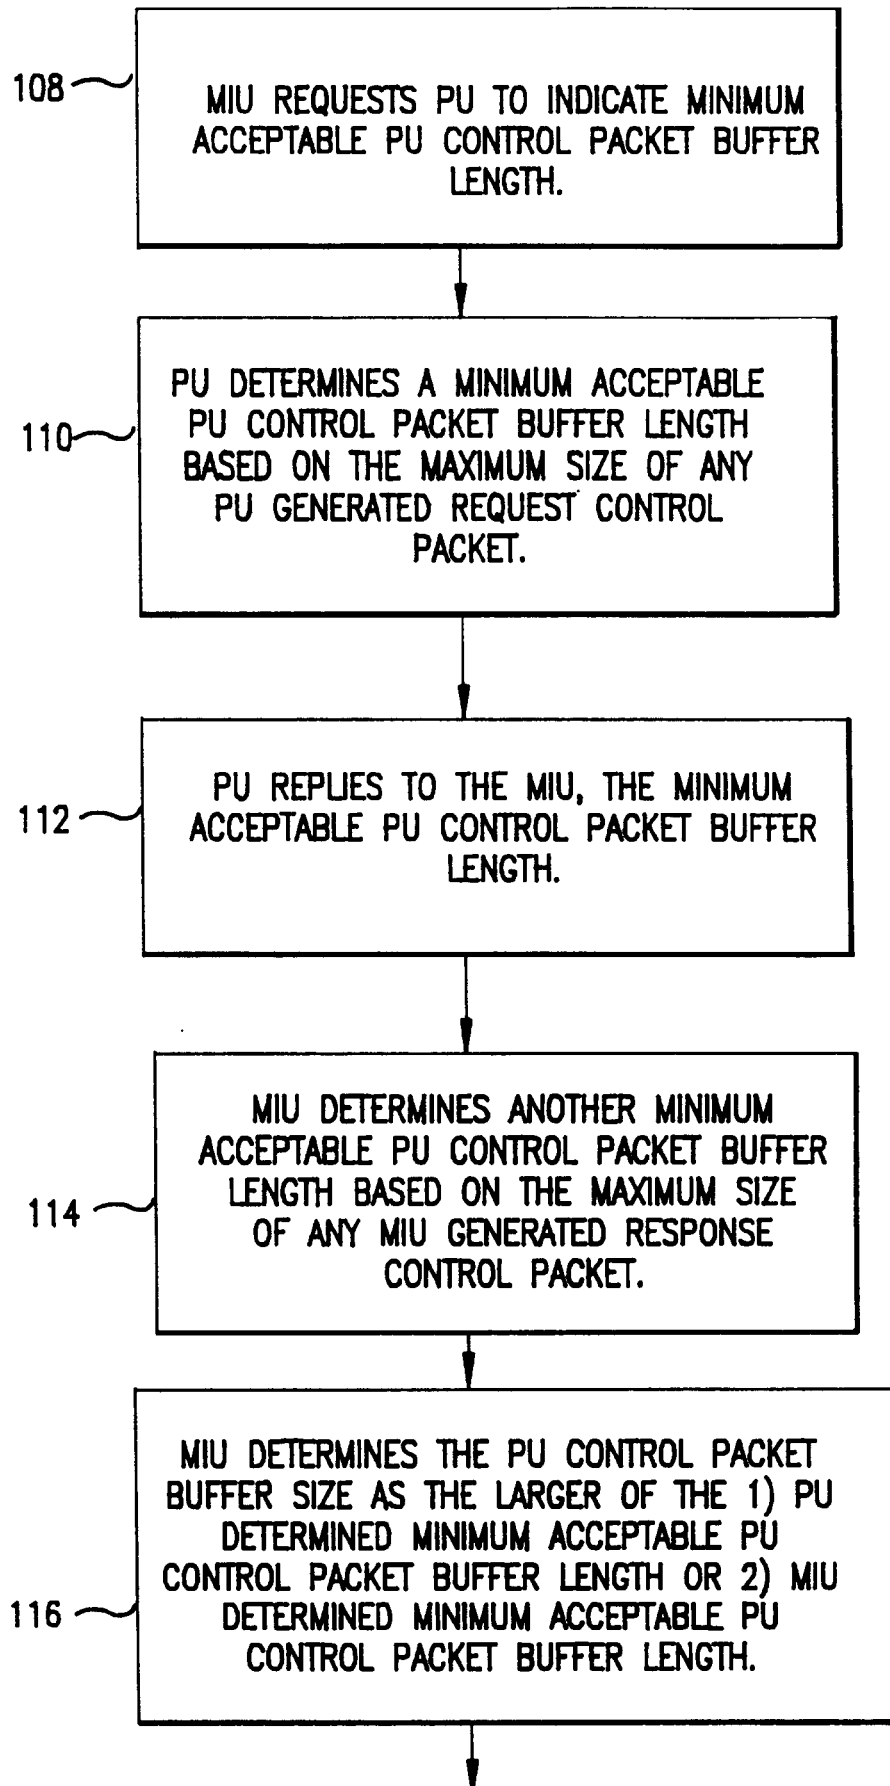 108
MIU REQUESTS PU TO INDICATE MINIMUM
ACCEPTABLE PU CONTROL PACKET BUFFER
LENGTH.
110
PU DETERMINES A MINIMUM ACCEPTABLE
PU CONTROL PACKET BUFFER LENGTH
BASED ON THE MAXIMUM SIZE OF ANY
PU GENERATED REQUEST CONTROL
PACKET.
112
PU REPLIES TO THE MIU, THE MINIMUM
ACCEPTABLE PU CONTROL PACKET BUFFER
LENGTH.
114
MIU DETERMINES ANOTHER MINIMUM
ACCEPTABLE PU CONTROL PACKET BUFFER
LENGTH BASED ON THE MAXIMUM SIZE
OF ANY MIU GENERATED RESPONSE
CONTROL PACKET.
116
MIU DETERMINES THE PU CONTROL PACKET
BUFFER SIZE AS THE LARGER OF THE 1) PU
DETERMINED MINIMUM ACCEPTABLE PU
CONTROL PACKET BUFFER LENGTH OR 2) MIU
DETERMINED MINIMUM ACCEPTABLE PU
CONTROL PACKET BUFFER LENGTH.